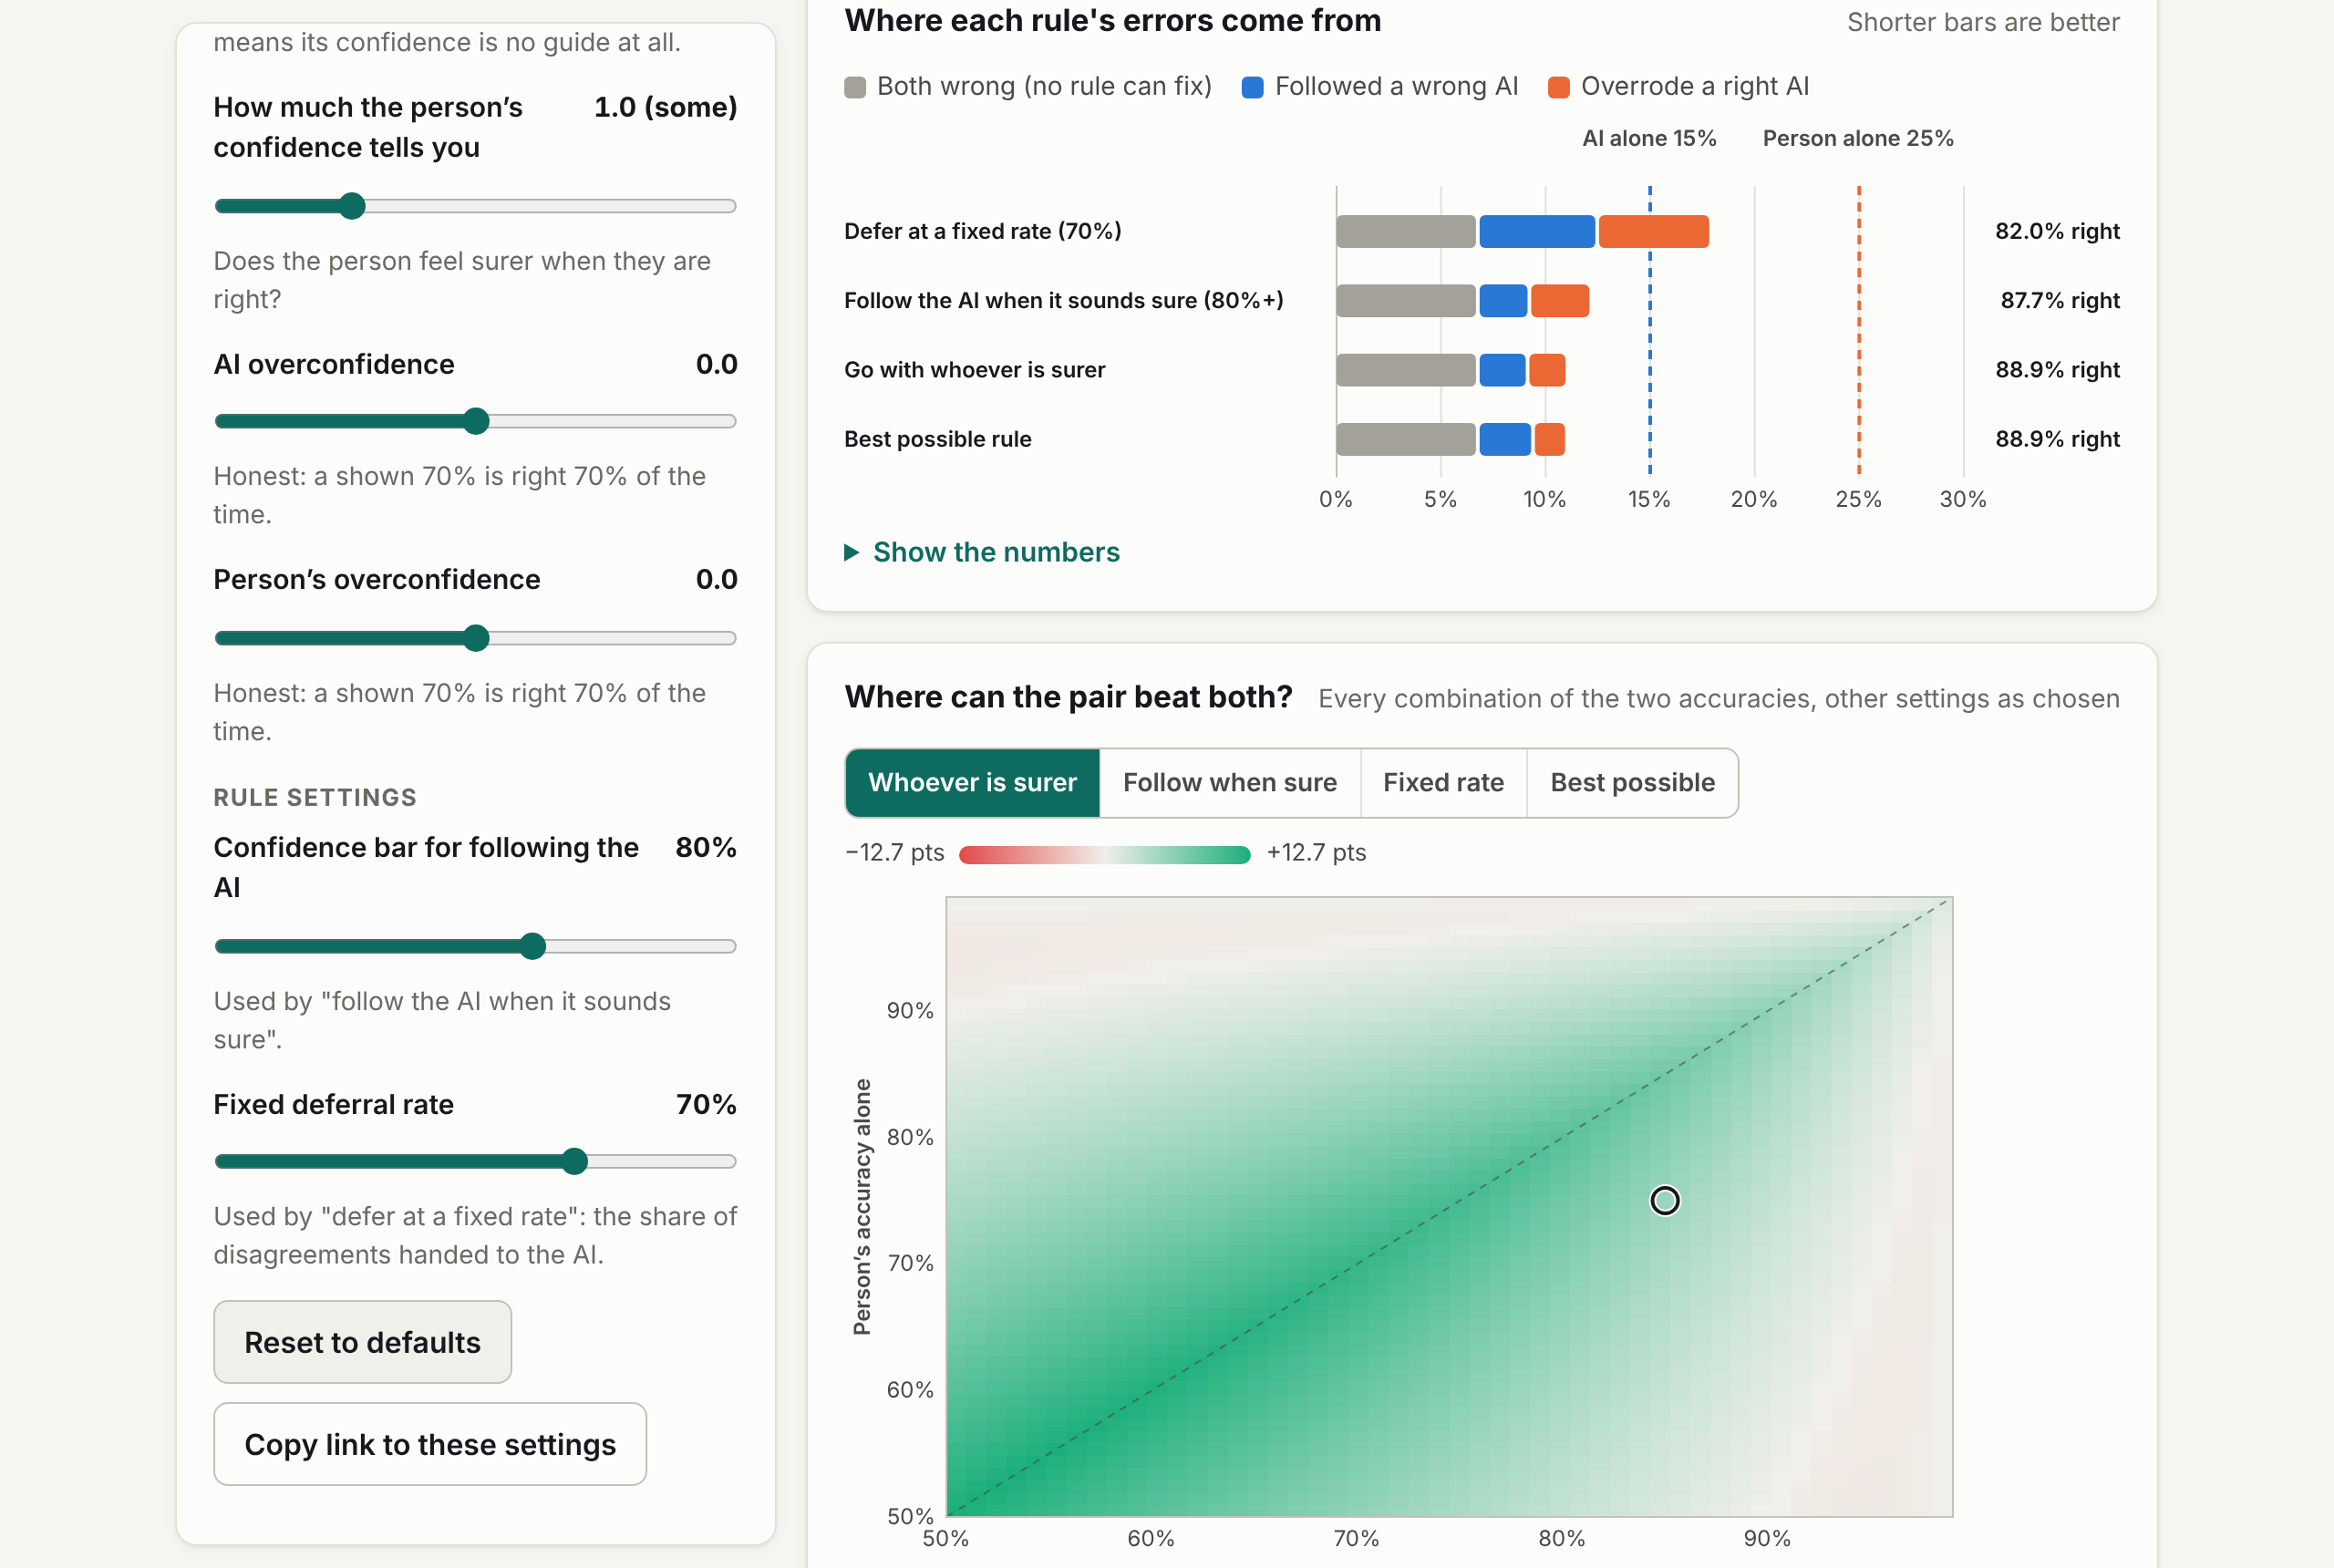 means its confidence is no guide at all.
How much the person’s
confidence tells you
1.0 (some)
Does the person feel surer when they are
right?
AI overconfidence
0.0
Honest: a shown 70% is right 70% of the
time.
Person’s overconfidence
0.0
Honest: a shown 70% is right 70% of the
time.
RULE SETTINGS
Confidence bar for following the
AI
80%
Used by "follow the AI when it sounds
sure".
Fixed deferral rate
70%
Used by "defer at a fixed rate": the share of
disagreements handed to the AI.
Reset to defaults
Copy link to these settings
Where each rule's errors come from
Shorter bars are better
Both wrong (no rule can fix)
Followed a wrong AI
Overrode a right AI
AI alone 15%
Person alone 25%
Defer at a fixed rate (70%)
82.0% right
Follow the AI when it sounds sure (80%+)
87.7% right
Go with whoever is surer
88.9% right
Best possible rule
88.9% right
0%
5%
10%
15%
20%
25%
30%
Show the numbers
Where can the pair beat both?
Every combination of the two accuracies, other settings as chosen
Whoever is surer
Follow when sure
Fixed rate
Best possible
−12.7 pts
+12.7 pts
Person’s accuracy alone
90%
80%
70%
60%
50%
50%
60%
70%
80%
90%